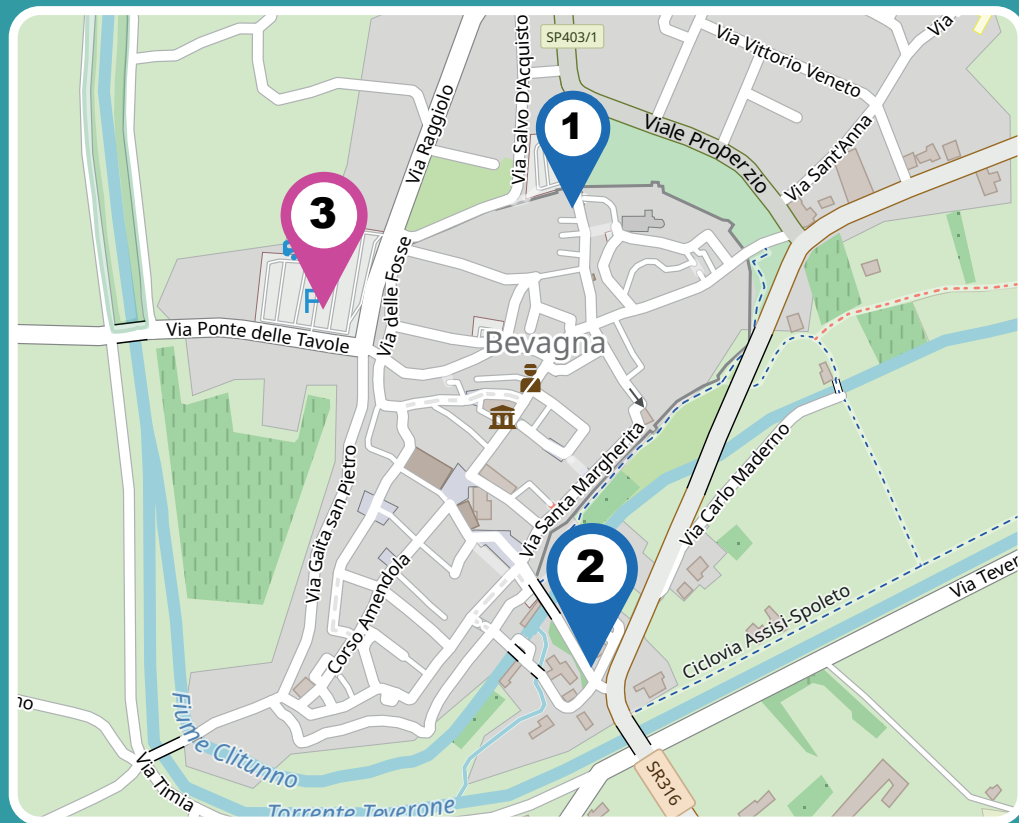 SP403/1
Via Salvo D'Acquisto
Via Vittorio Veneto
Via
1
Via Raggiolo
Viale Properzio
Via Sant'Anna
3
P
Via delle Fosse
Via Ponte delle Tavole
Bevagna
Via Carlo Maderno
Via Santa Margherita
Via Gaita san Pietro
2
Corso Amendola
Via Tever
Ciclovia Assisi-Spoleto
no
Fiume Clitunno
Via Timia
SR316
Torrente Teverone